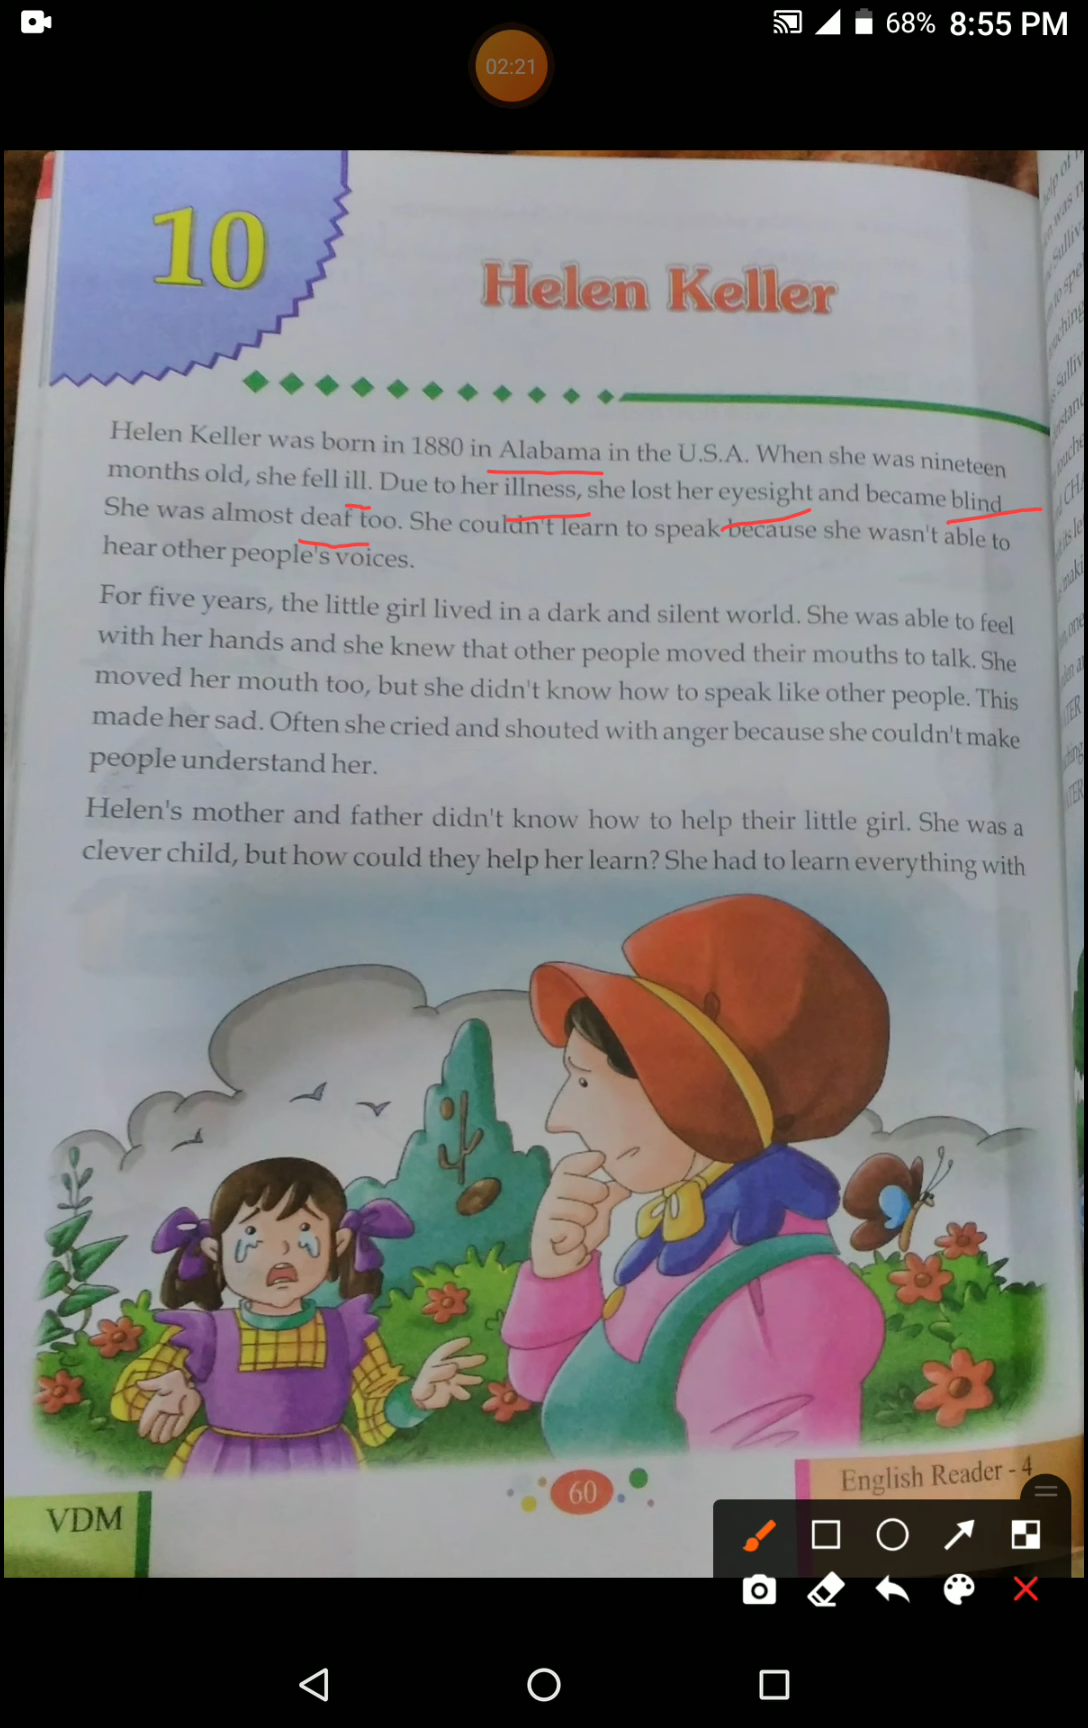 68% 8:55 PM
02:21
10
Helen Keller
Helen Keller was born in 1880 in Alabama in the U.S.A. When she was nineteen
months old, she fell ill. Due to her illness, she lost her eyesight and became blind
She was almost deaf too. She couldn't learn to speak because she wasn't able to
hear other people's voices.
For five years, the little girl lived in a dark and silent world. She was able to feel
with her hands and she knew that other people moved their mouths to talk. She
moved her mouth too, but she didn't know how to speak like other people. This
made her sad. Often she cried and shouted with anger because she couldn't make
people understand her.
Helen's mother and father didn't know how to help their little girl. She was a
clever child, but how could they help her learn? She had to learn everything with
60
English Reader - 4
VDM